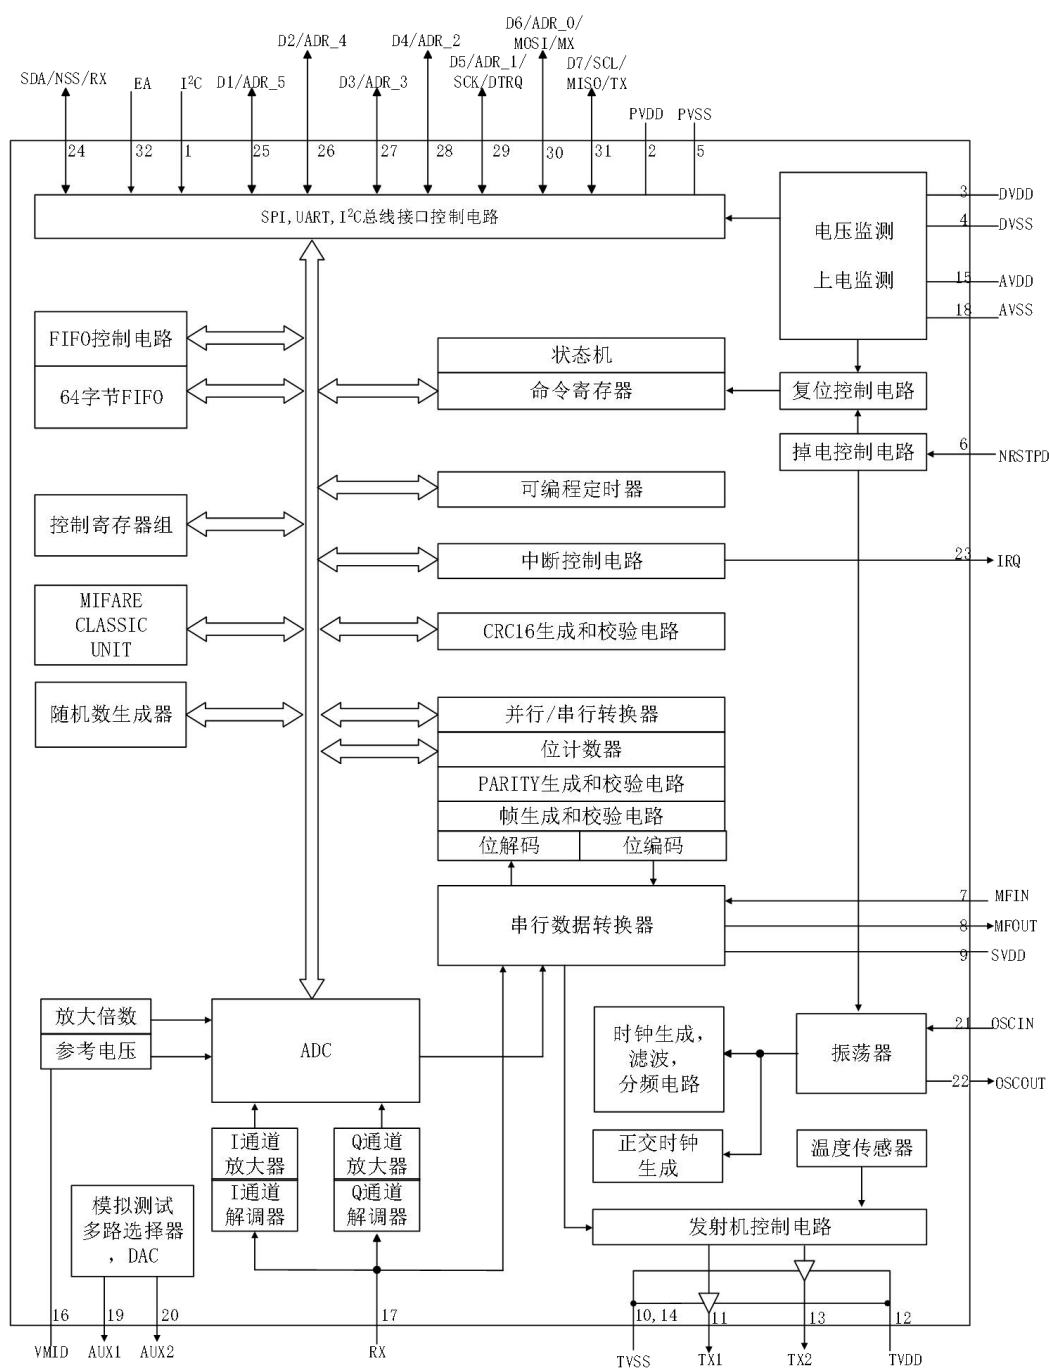 D6/ADR_0/
MOSI/MX
D2/ADR_4
D4/ADR_2
D5/ADR_1/
SCK/DTRQ
D7/SCL/
MISO/TX
SDA/NSS/RX
EA
I²C
D1/ADR_5
D3/ADR_3
PVDD
PVSS
24
32
1
25
26
27
28
29
30
31
2
5
SPI,UART,I²C总线接口控制电路
电压监测
上电监测
3
DVDD
4
DVSS
15
AVDD
18
AVSS
FIFO控制电路
64字节FIFO
状态机
命令寄存器
复位控制电路
掉电控制电路
6
NRSTPD
可编程定时器
控制寄存器组
中断控制电路
23
IRQ
MIFARE
CLASSIC
UNIT
CRC16生成和校验电路
随机数生成器
并行/串行转换器
位计数器
PARITY生成和校验电路
帧生成和校验电路
位解码
位编码
串行数据转换器
7
MFIN
8
MFOUT
9
SVDD
放大倍数
参考电压
ADC
时钟生成,
滤波,
分频电路
振荡器
21
OSCIN
22
OSCOUT
I通道
放大器
I通道
解调器
Q通道
放大器
Q通道
解调器
正交时钟
生成
温度传感器
模拟测试
多路选择器
,DAC
发射机控制电路
16
19
20
17
10,14
11
13
12
VMID
AUX1
AUX2
RX
TVSS
TX1
TX2
TVDD